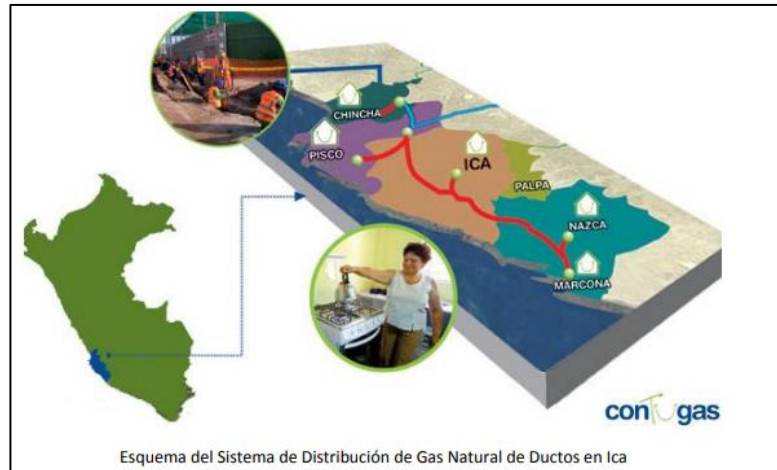 CHINCHA
PISCO
ICA
PALPA
NAZCA
MARCONA
conTugas
Esquema del Sistema de Distribución de Gas Natural de Ductos en Ica